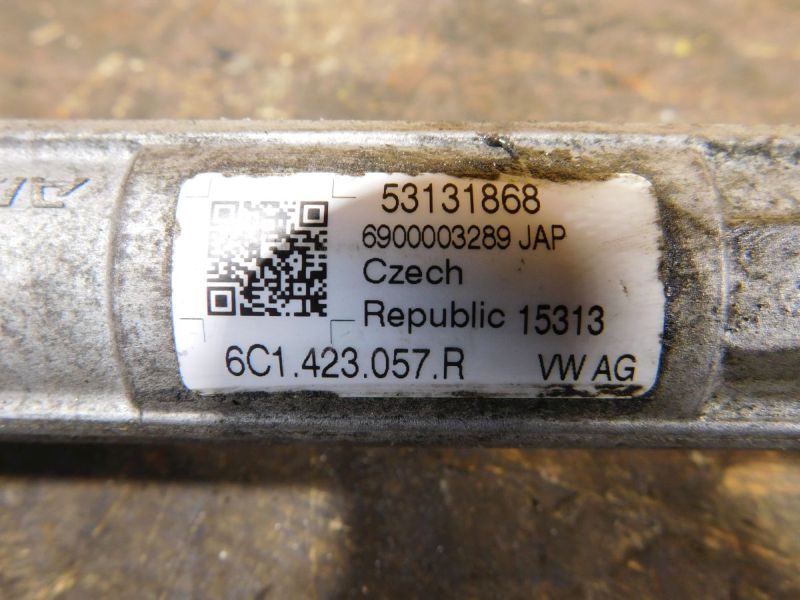 53131868
6900003289 JAP
Czech
Republic 15313
6C1.423.057.R VW AG